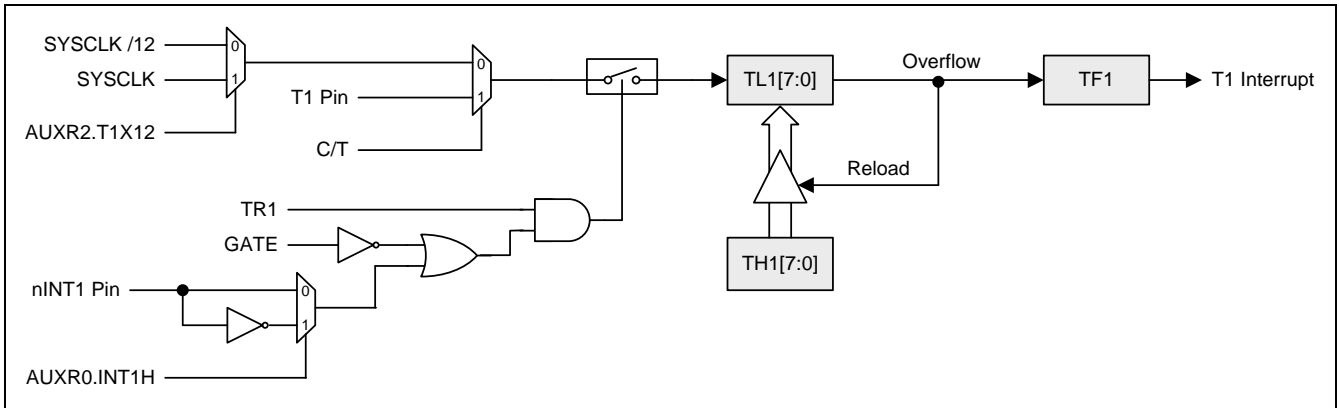 SYSCLK /12
0
SYSCLK
1
AUXR2.T1X12
T1 Pin
0
1
C/T
TL1[7:0]
Overflow
TF1
T1 Interrupt
Reload
TR1
GATE
TH1[7:0]
nINT1 Pin
0
1
AUXR0.INT1H